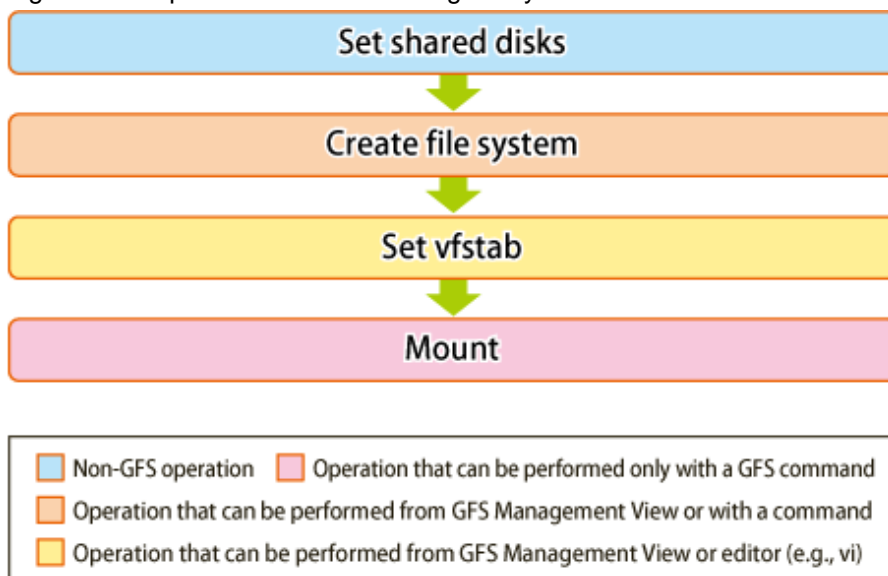 Set shared disks
Create file system
Set vfstab
Mount
Non-GFS operation Operation that can be performed only with a GFS command
Operation that can be performed from GFS Management View or with a command
Operation that can be performed from GFS Management View or editor (e.g., vi)